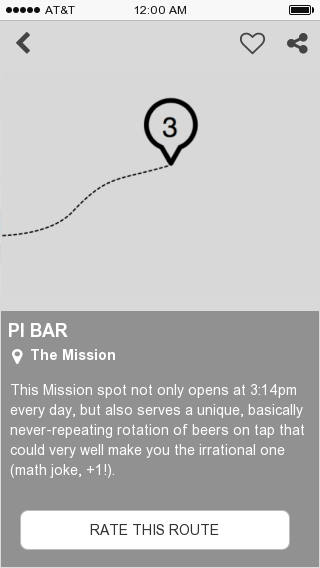 AT&T 12:00 AM
3
PI BAR
The Mission
This Mission spot not only opens at 3:14pm
every day, but also serves a unique, basically
never-repeating rotation of beers on tap that
could very well make you the irrational one
(math joke, +1!).
RATE THIS ROUTE